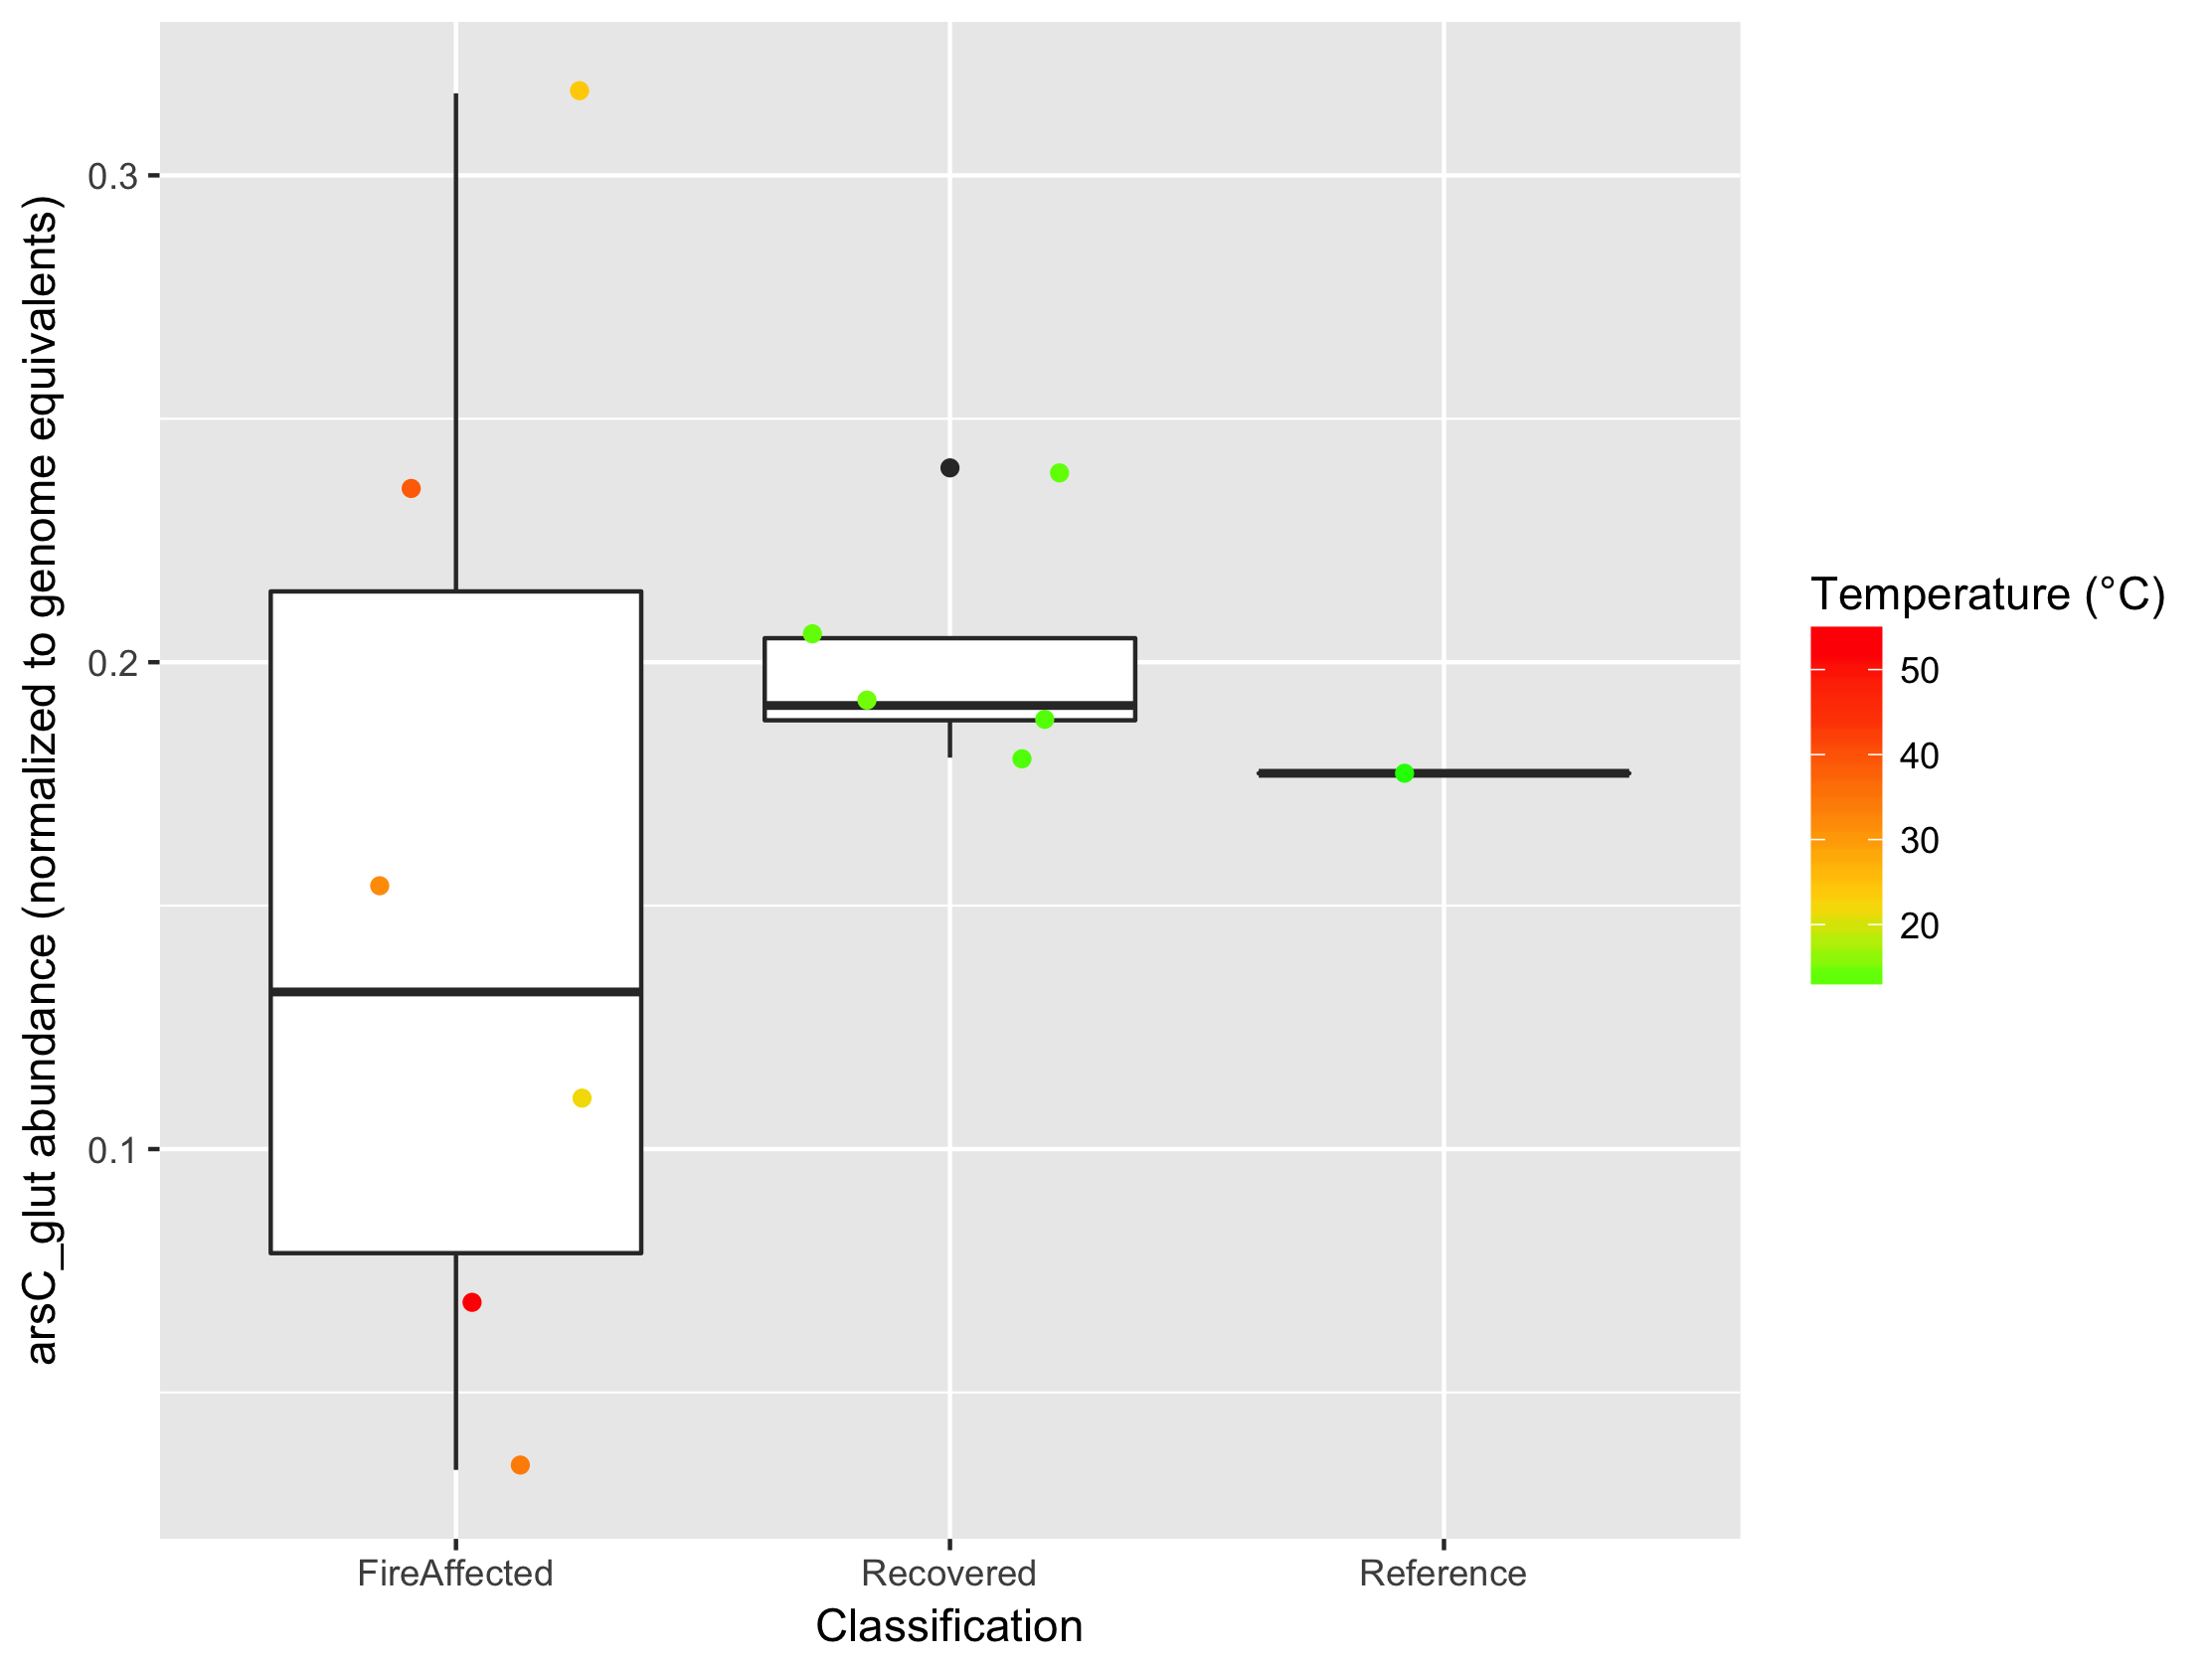 arsC_glut abundance (normalized to genome equivalents)
0.3
0.2
0.1
FireAffected
Recovered
Reference
Classification
Temperature (°C)
50
40
30
20